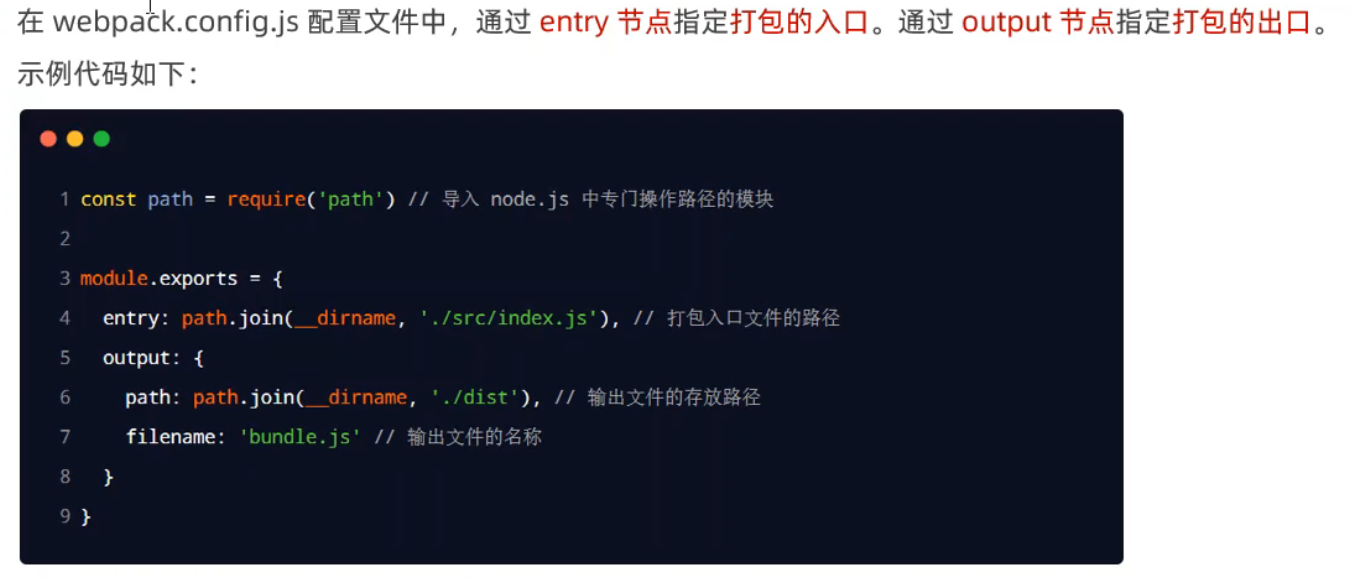 在 webpack.config.js 配置文件中，通过 entry 节点指定打包的入口。通过 output 节点指定打包的出口。
示例代码如下：
1 const path = require('path') // 导入 node.js 中专门操作路径的模块
2
3 module.exports = {
4   entry: path.join(__dirname, './src/index.js'), // 打包入口文件的路径
5   output: {
6     path: path.join(__dirname, './dist'), // 输出文件的存放路径
7     filename: 'bundle.js' // 输出文件的名称
8   }
9 }